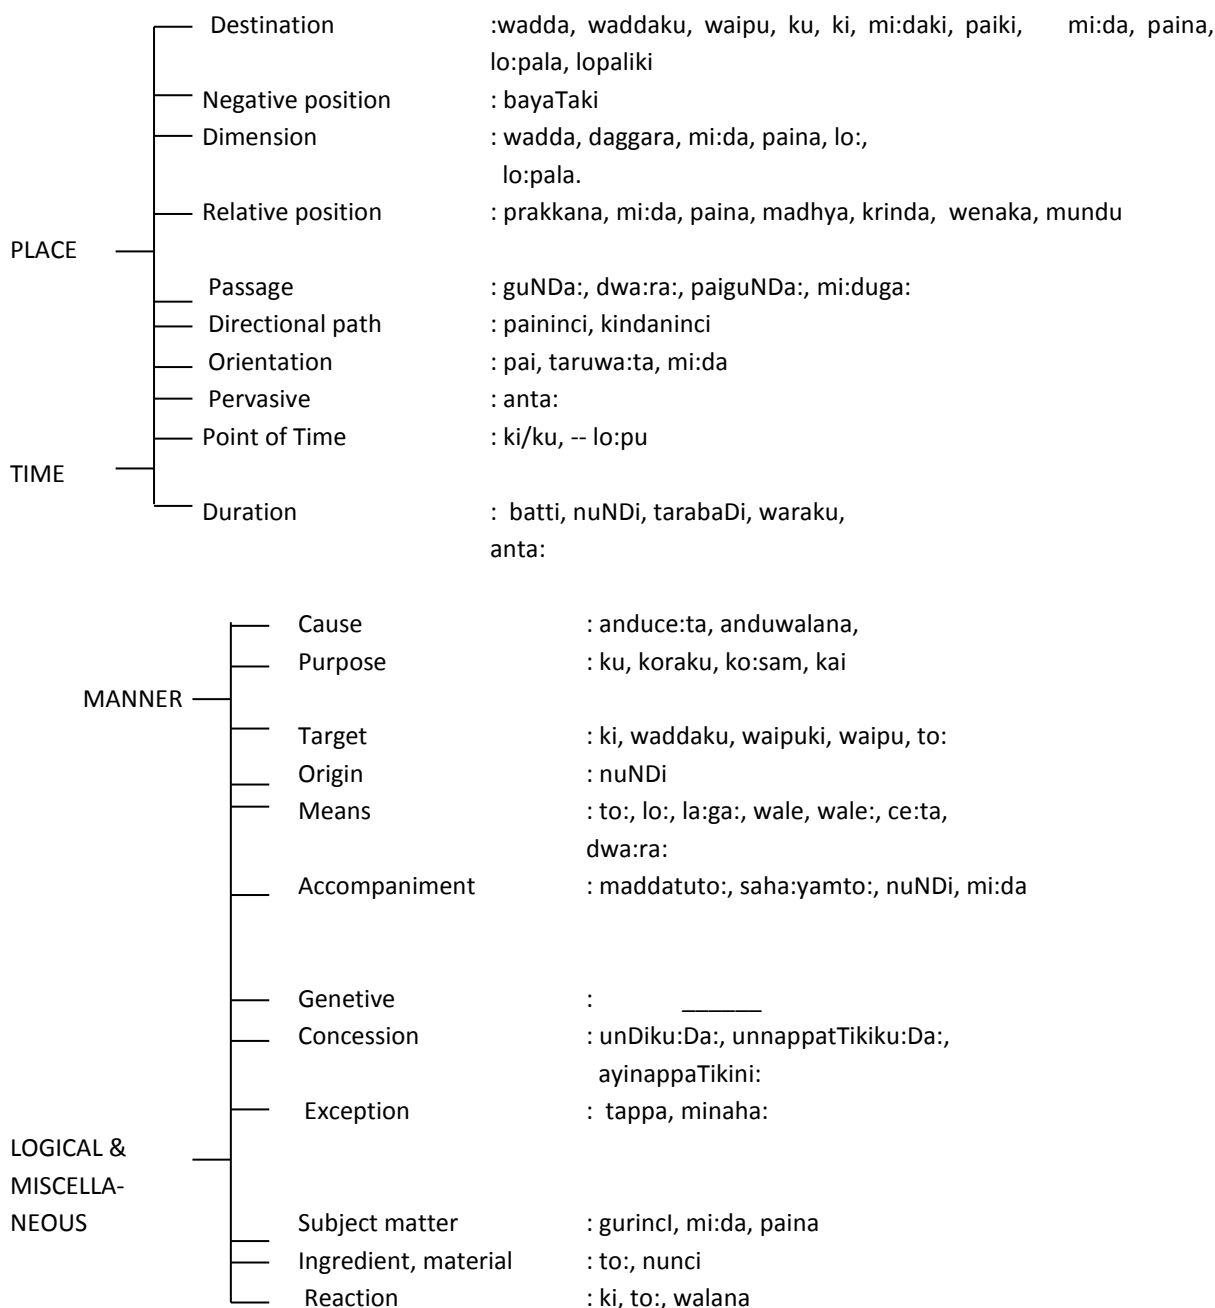 Destination :wadda, waddaku, waipu, ku, ki, mi:daki, paiki, mi:da, paina,
lo:pala, lopaliki
Negative position : bayaTaki
Dimension : wadda, daggara, mi:da, paina, lo:,
lo:pala.
Relative position : prakkana, mi:da, paina, madhya, krinda, wenaka, mundu
PLACE
Passage : guNDa:, dwa:ra:, paiguNDa:, mi:duga:
Directional path : paininci, kindaninci
Orientation : pai, taruwa:ta, mi:da
Pervasive : anta:
Point of Time : ki/ku, -- lo:pu
TIME
Duration : batti, nuNDi, tarabaDi, waraku,
anta:
Cause : anduce:ta, anduwalana,
Purpose : ku, koraku, ko:sam, kai
MANNER
Target : ki, waddaku, waipuki, waipu, to:
Origin : nuNDi
Means : to:, lo:, la:ga:, wale, wale:, ce:ta,
dwa:ra:
Accompaniment : maddatuto:, saha:yamto:, nuNDi, mi:da
Genetive : ______
Concession : unDiku:Da:, unnappatTikiku:Da:,
ayinappaTikini:
Exception : tappa, minaha:
LOGICAL &
MISCELLA-
NEOUS Subject matter : gurincI, mi:da, paina
Ingredient, material : to:, nunci
Reaction : ki, to:, walana